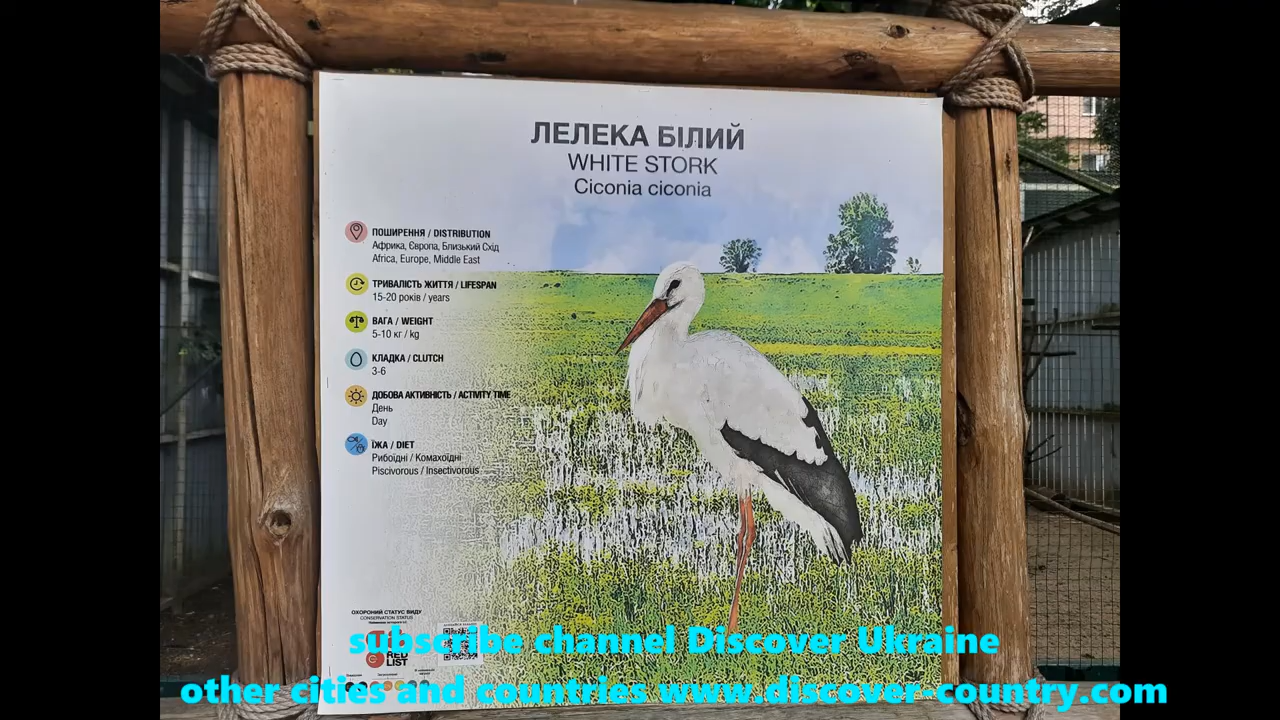 ЛЕЛЕКА БІЛИЙ
WHITE STORK
Ciconia ciconia
ПОШИРЕННЯ / DISTRIBUTION
Африка, Європа, Близький Схід
Africa, Europe, Middle East
ТРИВАЛІСТЬ ЖИТТЯ / LIFESPAN
15-20 років / years
ВАГА / WEIGHT
5-10 кг / kg
КЛАДКА / CLUTCH
3-6
ДОБОВА АКТИВНІСТЬ / ACTIVITY TIME
День
Day
ЇЖА / DIET
Рибоїдні / Комахоїдні
Piscivorous / Insectivorous
ОХОРОНИЙ СТАТУС ВИДУ
CONSERVATION STATUS
RED
LIST
subscribe channel Discover Ukraine
other cities and countries www.discover-country.com